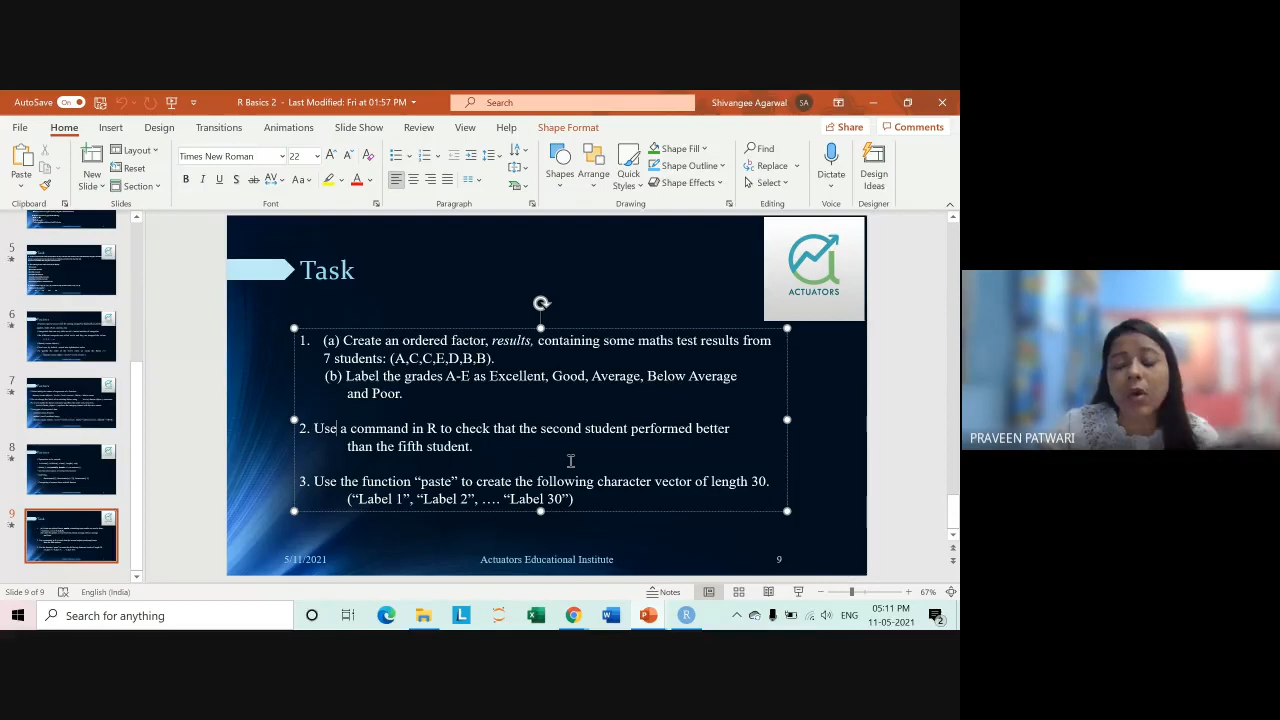 AutoSave On R Basics 2 - Last Modified: Fri at 01:57 PM Search Shivangee Agarwal SA
File Home Insert Design Transitions Animations Slide Show Review View Help Shape Format Share Comments
Paste New Slide Layout Reset Section Times New Roman 22 Shapes Arrange Quick Styles Shape Fill Shape Outline Shape Effects Find Replace Select Dictate Design Ideas
Clipboard Slides Font Paragraph Drawing Editing Voice Designer
5
6
7
8
9
ACTUATORS
Task
1. (a) Create an ordered factor, results, containing some maths test results from
7 students: (A,C,C,E,D,B,B).
(b) Label the grades A-E as Excellent, Good, Average, Below Average
and Poor.
2. Use a command in R to check that the second student performed better
than the fifth student.
3. Use the function “paste” to create the following character vector of length 30.
(“Label 1”, “Label 2”, …. “Label 30”)
5/11/2021 Actuators Educational Institute 9
PRAVEEN PATWARI
Slide 9 of 9 English (India) Notes 67%
Search for anything ENG 05:11 PM
11-05-2021 2